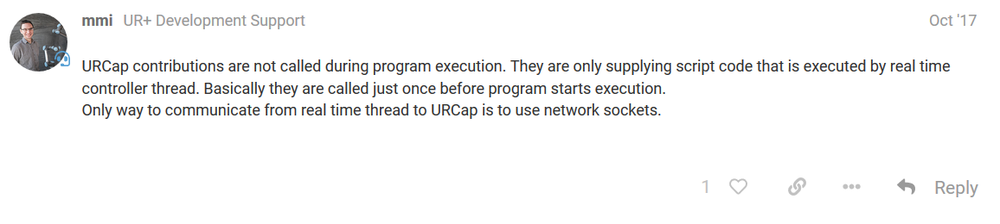 mmi UR+ Development Support Oct '17
URCap contributions are not called during program execution. They are only supplying script code that is executed by real time
controller thread. Basically they are called just once before program starts execution.
Only way to communicate from real time thread to URCap is to use network sockets.
1 Reply